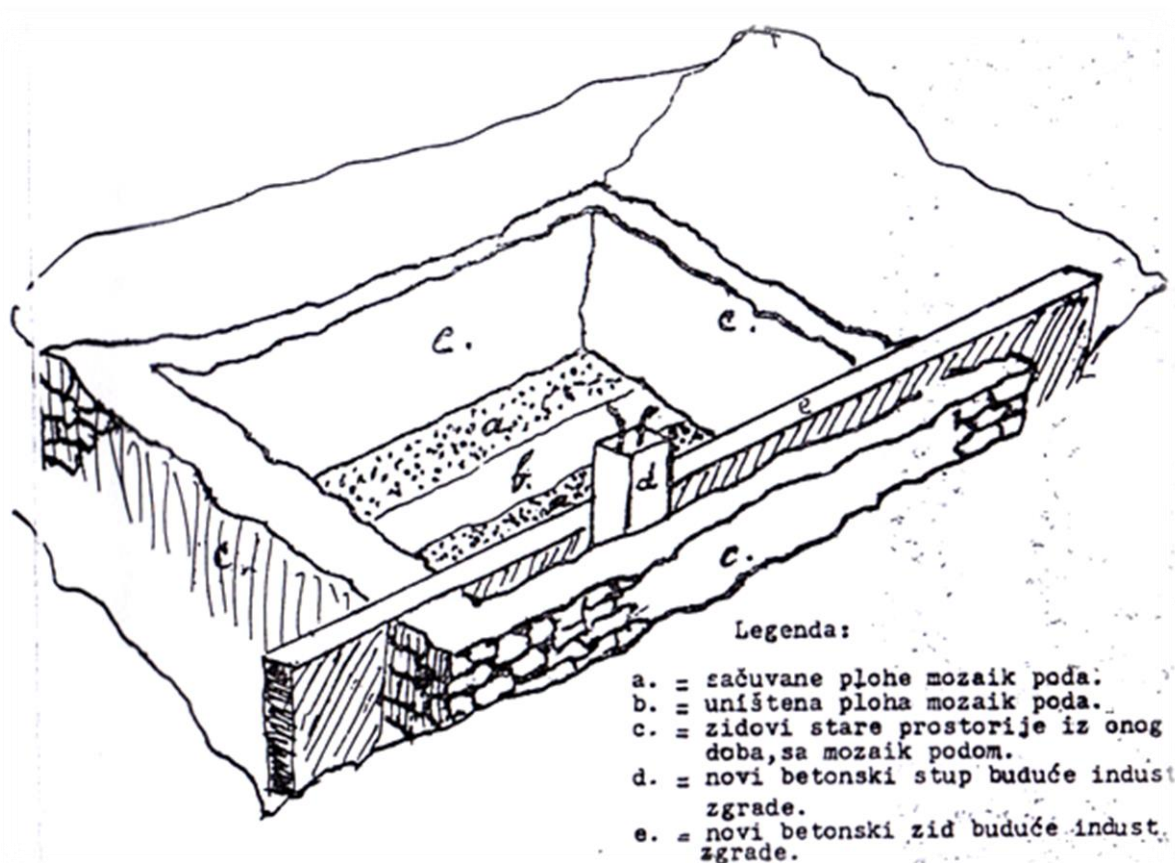 c.
c.
e
a.
b.
a.
d
c.
c.
Legenda:
a. = sačuvane plohe mozaik poda.
b. = uništena ploha mozaik poda.
c. = zidovi stare prostorije iz onog
doba,sa mozaik podom.
d. = novi betonski stup buduće indust
zgrade.
e. = novi betonski zid buduće indust.
zgrade.